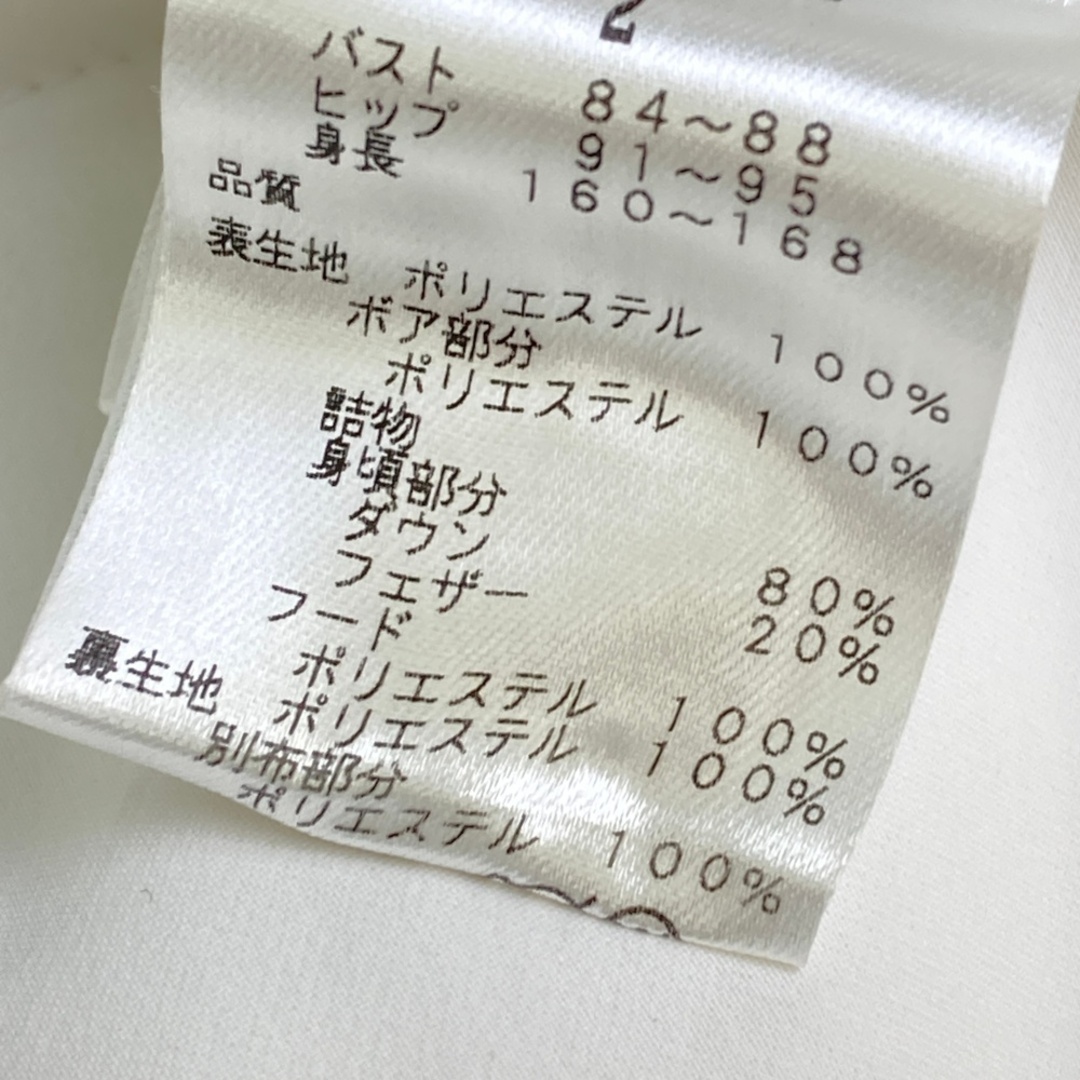 2
バスト 84～88
ヒップ 91～95
身長 160～168
品質
表生地 ポリエステル 100%
ボア部分
ポリエステル 100%
詰物
身頃部分
ダウン 80%
フェザー 20%
フード
ポリエステル 100%
裏生地 ポリエステル 100%
別布部分
ポリエステル 100%